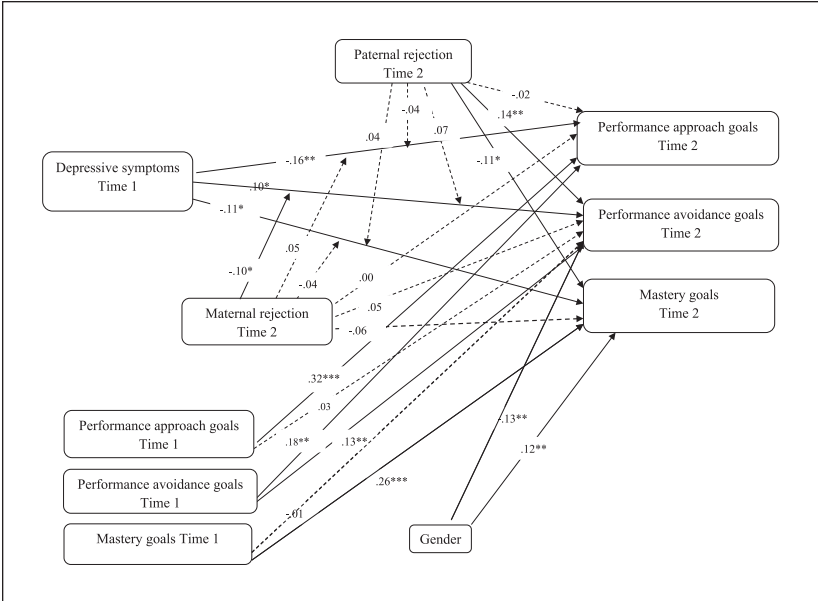 Paternal rejection
Time 2
-.02
-.04
.14**
.07
.04
Performance approach goals
Time 2
-.16**
-.11*
Depressive symptoms
Time 1
.10*
-.11*
Performance avoidance goals
Time 2
.05
-.10*
-.04
.00
.05
Mastery goals
Time 2
Maternal rejection
Time 2
-.06
.32***
.03
Performance approach goals
Time 1
.18**
.13**
-.13**
.12**
Performance avoidance goals
Time 1
.26***
-.01
Mastery goals Time 1
Gender